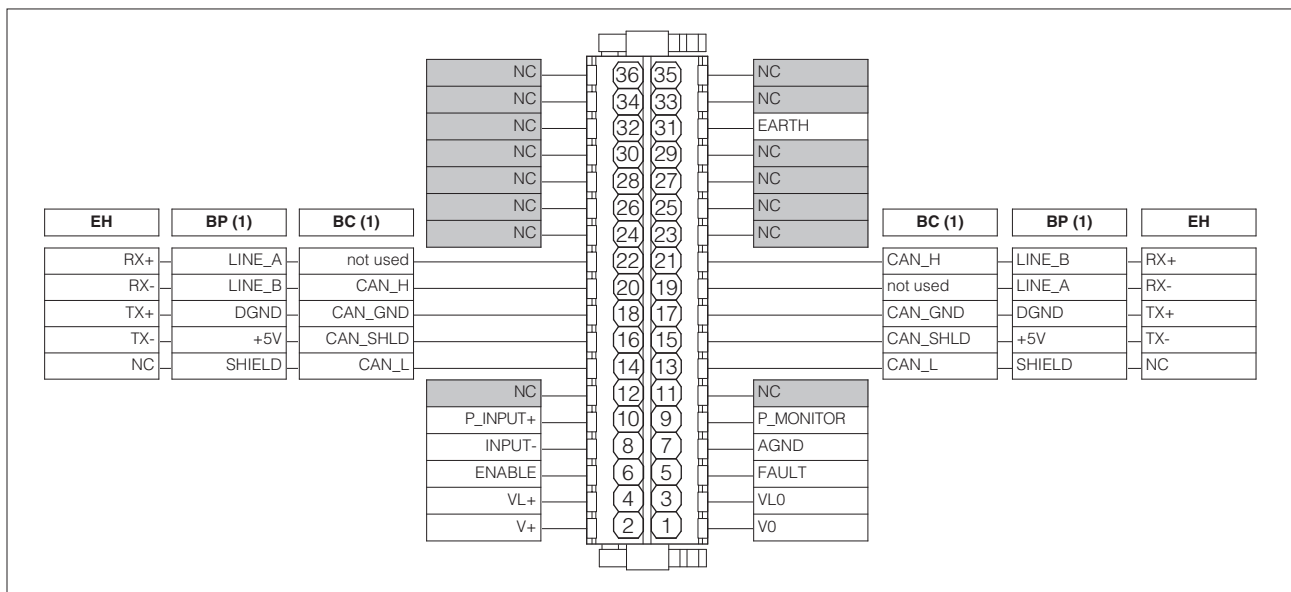 NC 36 35 NC
NC 34 33 NC
NC 32 31 EARTH
NC 30 29 NC
NC 28 27 NC
NC 26 25 NC
EH BP (1) BC (1) NC 24 23 NC BC (1) BP (1) EH
RX+ LINE_A not used 22 21 CAN_H LINE_B RX+
RX- LINE_B CAN_H 20 19 not used LINE_A RX-
TX+ DGND CAN_GND 18 17 CAN_GND DGND TX+
TX- +5V CAN_SHLD 16 15 CAN_SHLD +5V TX-
NC SHIELD CAN_L 14 13 CAN_L SHIELD NC
NC 12 11 NC
P_INPUT+ 10 9 P_MONITOR
INPUT- 8 7 AGND
ENABLE 6 5 FAULT
VL+ 4 3 VL0
V+ 2 1 V0